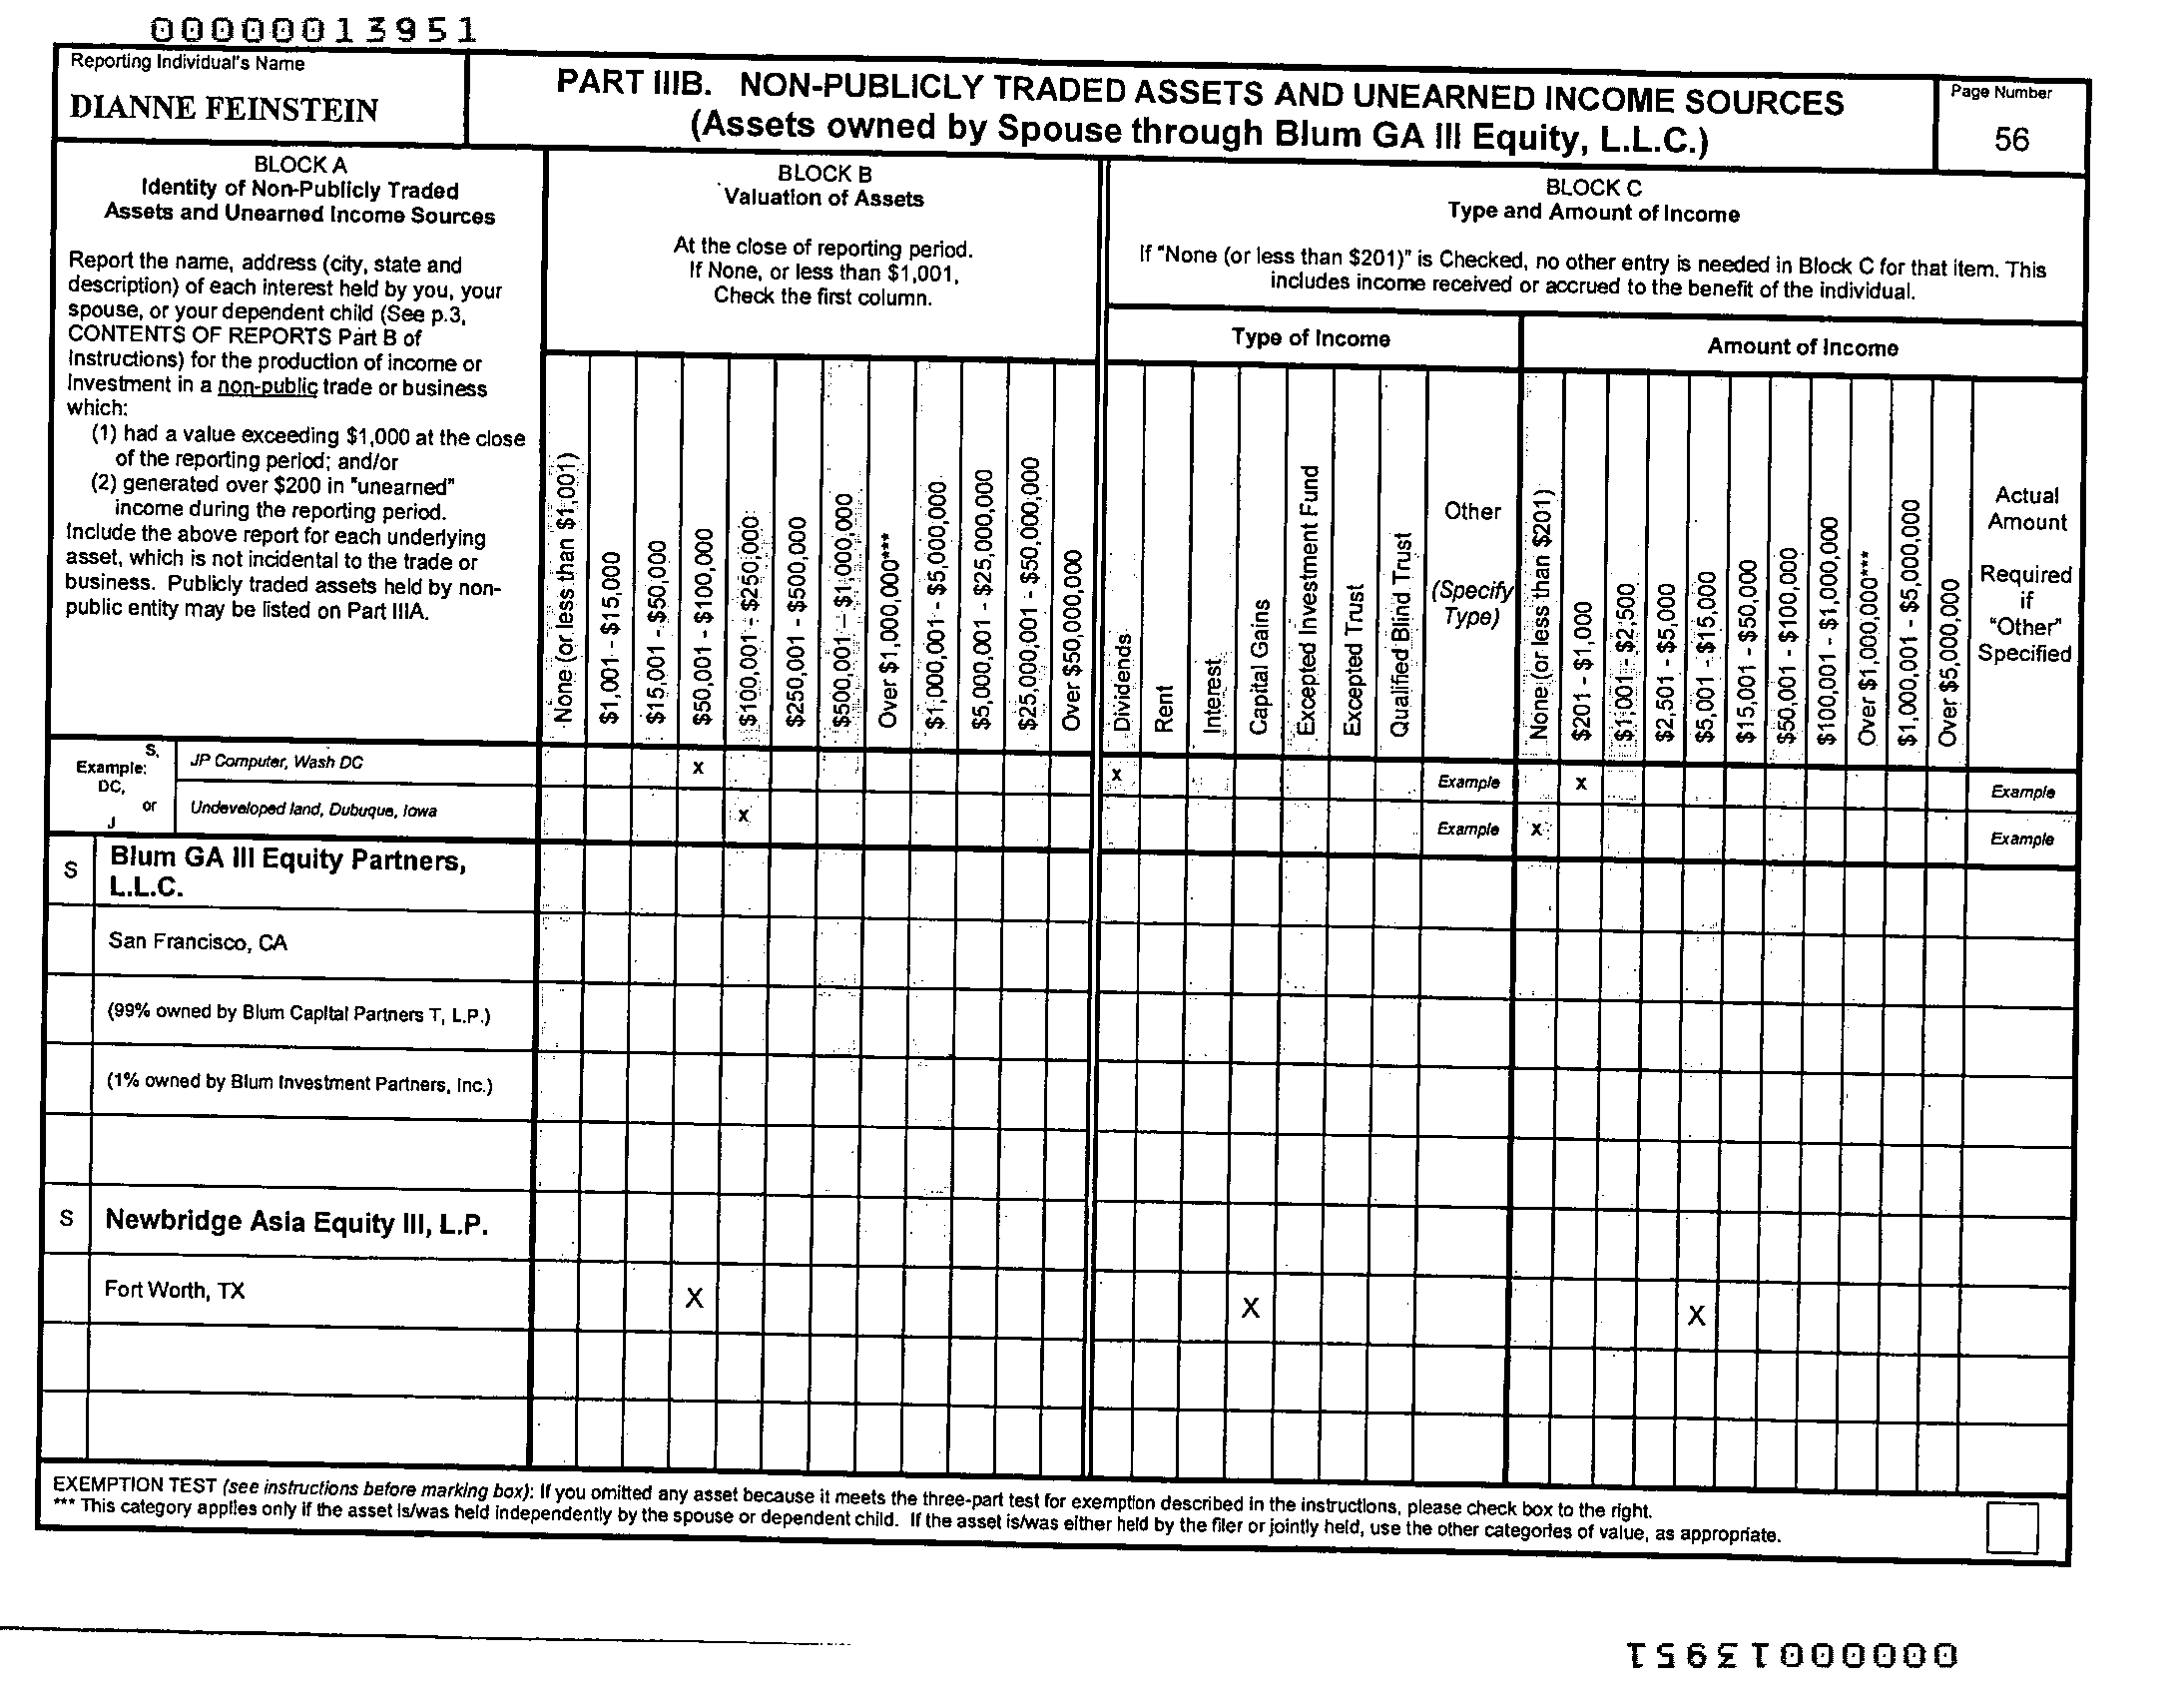 00000013951
Reporting Individual's Name
DIANNE FEINSTEIN
PART IIIB. NON-PUBLICLY TRADED ASSETS AND UNEARNED INCOME SOURCES
(Assets owned by Spouse through Blum GA III Equity, L.L.C.)
Page Number
56
BLOCK A
Identity of Non-Publicly Traded
Assets and Unearned Income Sources
Report the name, address (city, state and
description) of each interest held by you, your
spouse, or your dependent child (See p.3,
CONTENTS OF REPORTS Part B of
Instructions) for the production of income or
Investment in a non-public trade or business
which:
(1) had a value exceeding $1,000 at the close
of the reporting period; and/or
(2) generated over $200 in "unearned"
income during the reporting period.
Include the above report for each underlying
asset, which is not incidental to the trade or
business. Publicly traded assets held by non-
public entity may be listed on Part IIIA.
BLOCK B
Valuation of Assets
At the close of reporting period.
If None, or less than $1,001,
Check the first column.
None (or less than $1,001)
$1,001 - $15,000
$15,001 - $50,000
$50,001 - $100,000
$100,001 - $250,000
$250,001 - $500,000
$500,001 - $1,000,000
Over $1,000,000***
$1,000,001 - $5,000,000
$5,000,001 - $25,000,000
$25,000,001 - $50,000,000
Over $50,000,000
BLOCK C
Type and Amount of Income
If "None (or less than $201)" is Checked, no other entry is needed in Block C for that item. This
includes income received or accrued to the benefit of the individual.
Type of Income
Dividends
Rent
Interest
Capital Gains
Excepted Investment Fund
Excepted Trust
Qualified Blind Trust
Other
(Specify
Type)
Amount of Income
None (or less than $201)
$201 - $1,000
$1,001 - $2,500
$2,501 - $5,000
$5,001 - $15,000
$15,001 - $50,000
$50,001 - $100,000
$100,001 - $1,000,000
Over $1,000,000***
$1,000,001 - $5,000,000
Over $5,000,000
Actual
Amount
Required
if
"Other"
Specified
Example: S, DC, or J
JP Computer, Wash DC X X Example X Example
Undeveloped land, Dubuque, Iowa X Example X Example
S Blum GA III Equity Partners,
L.L.C.
San Francisco, CA
(99% owned by Blum Capital Partners T, L.P.)
(1% owned by Blum Investment Partners, Inc.)
S Newbridge Asia Equity III, L.P.
Fort Worth, TX X X X
EXEMPTION TEST (see instructions before marking box): If you omitted any asset because it meets the three-part test for exemption described in the instructions, please check box to the right.
*** This category applies only if the asset is/was held independently by the spouse or dependent child. If the asset is/was either held by the filer or jointly held, use the other categories of value, as appropriate.
00000013951